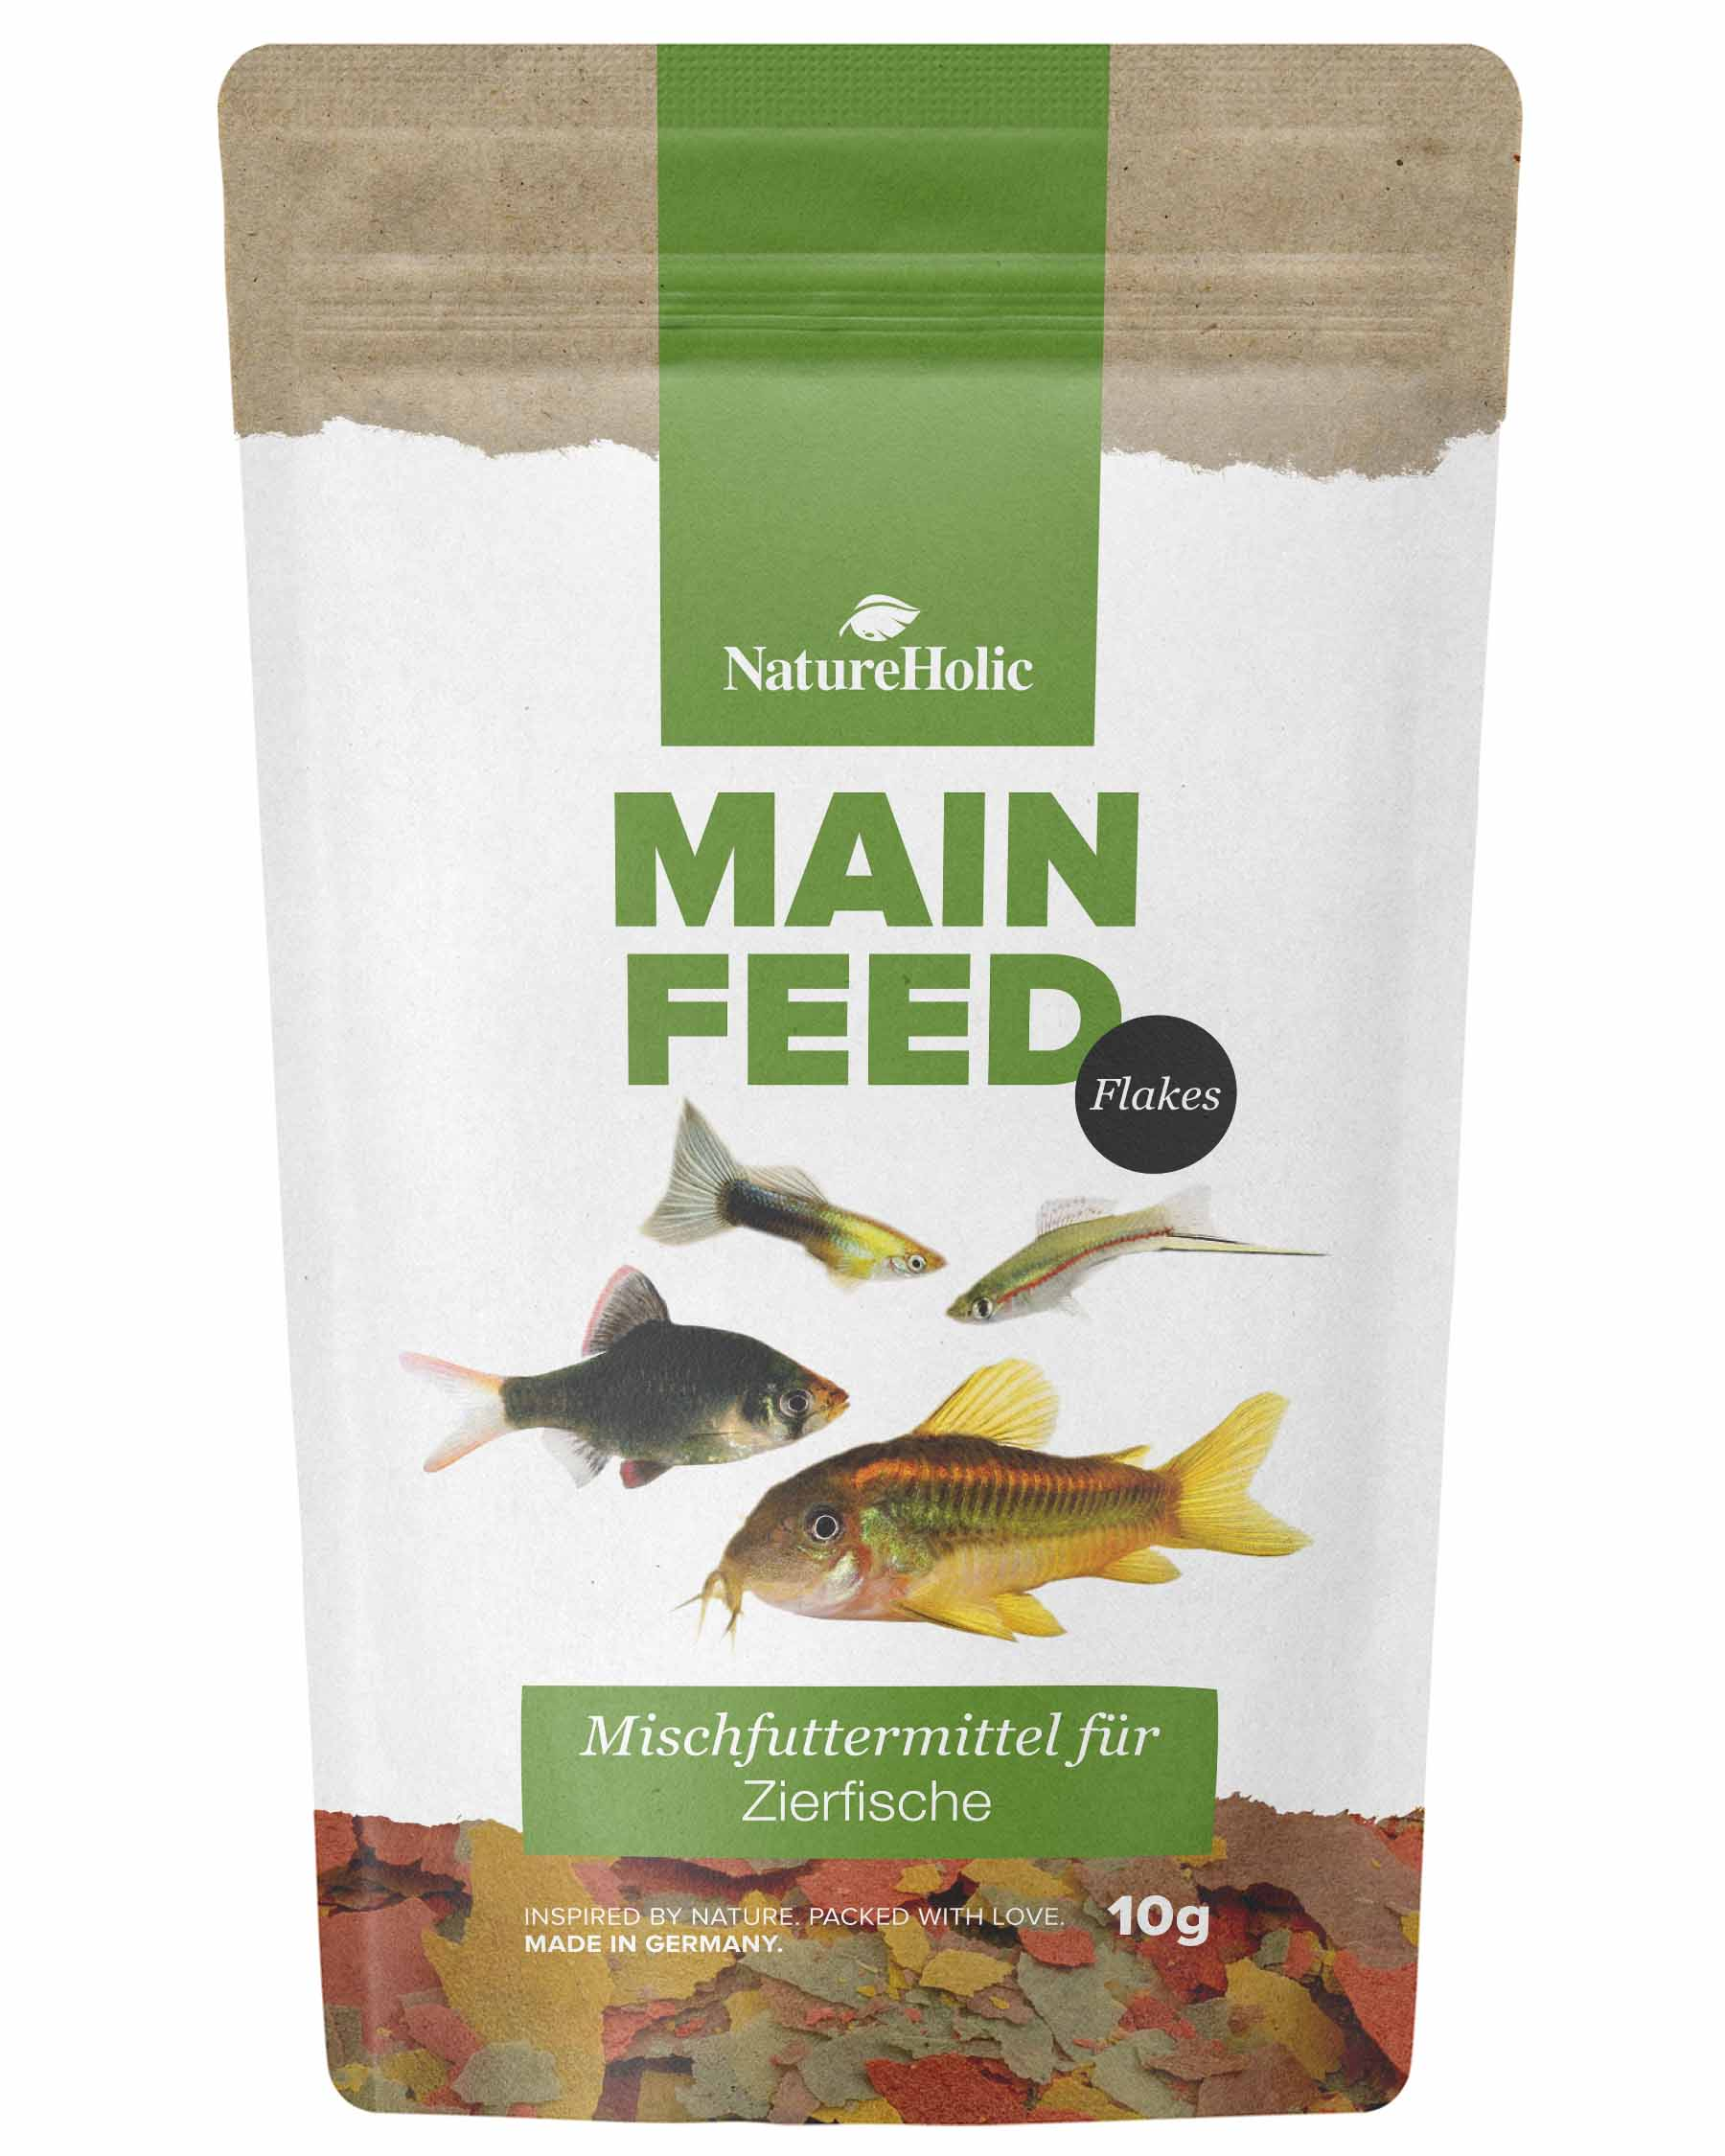 NatureHolic
MAIN
FEED
Flakes
Mischfuttermittel für
Zierfische
INSPIRED BY NATURE. PACKED WITH LOVE.
MADE IN GERMANY.
10g